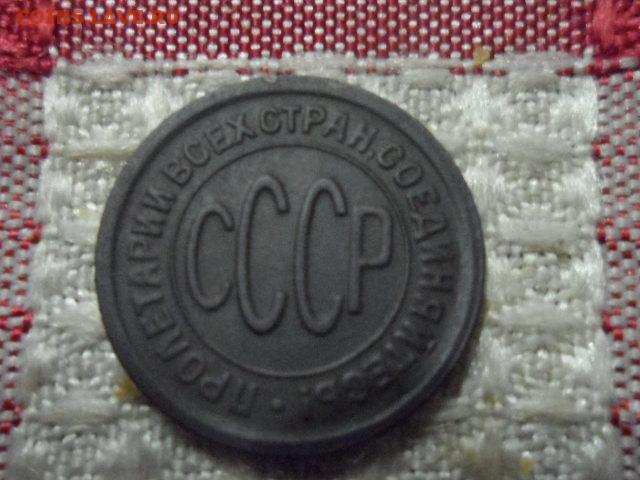 COINS.LAVE.RU
ПРОЛЕТАРИИ ВСЕХ СТРАН, СОЕДИНЯЙТЕСЬ! •
СССР